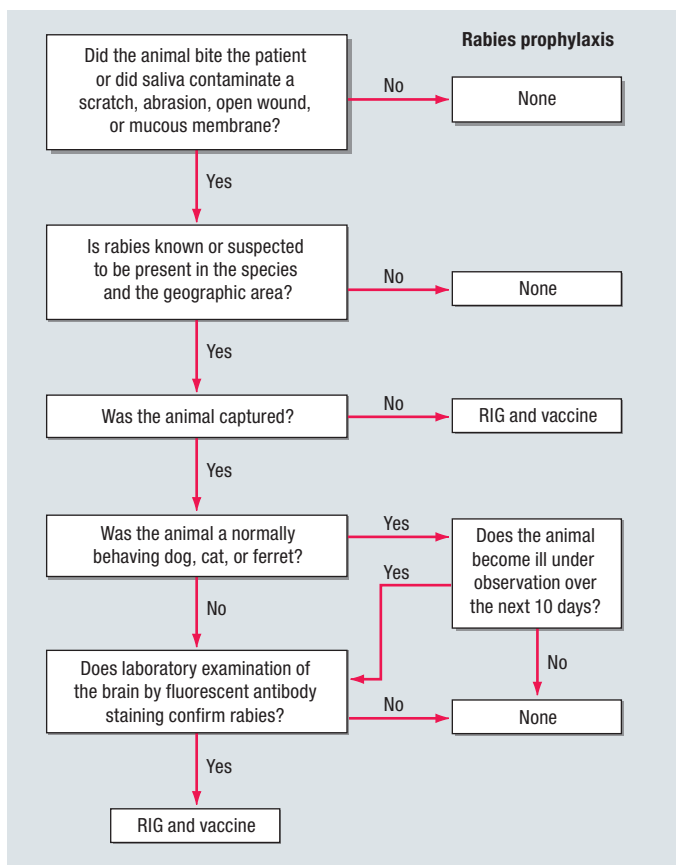 Rabies prophylaxis
Did the animal bite the patient
or did saliva contaminate a
scratch, abrasion, open wound,
or mucous membrane?
No
None
Yes
Is rabies known or suspected
to be present in the species
and the geographic area?
No
None
Yes
Was the animal captured?
No
RIG and vaccine
Yes
Was the animal a normally
behaving dog, cat, or ferret?
Yes
Does the animal
become ill under
observation over
the next 10 days?
Yes
No
No
Does laboratory examination of
the brain by fluorescent antibody
staining confirm rabies?
No
None
Yes
RIG and vaccine